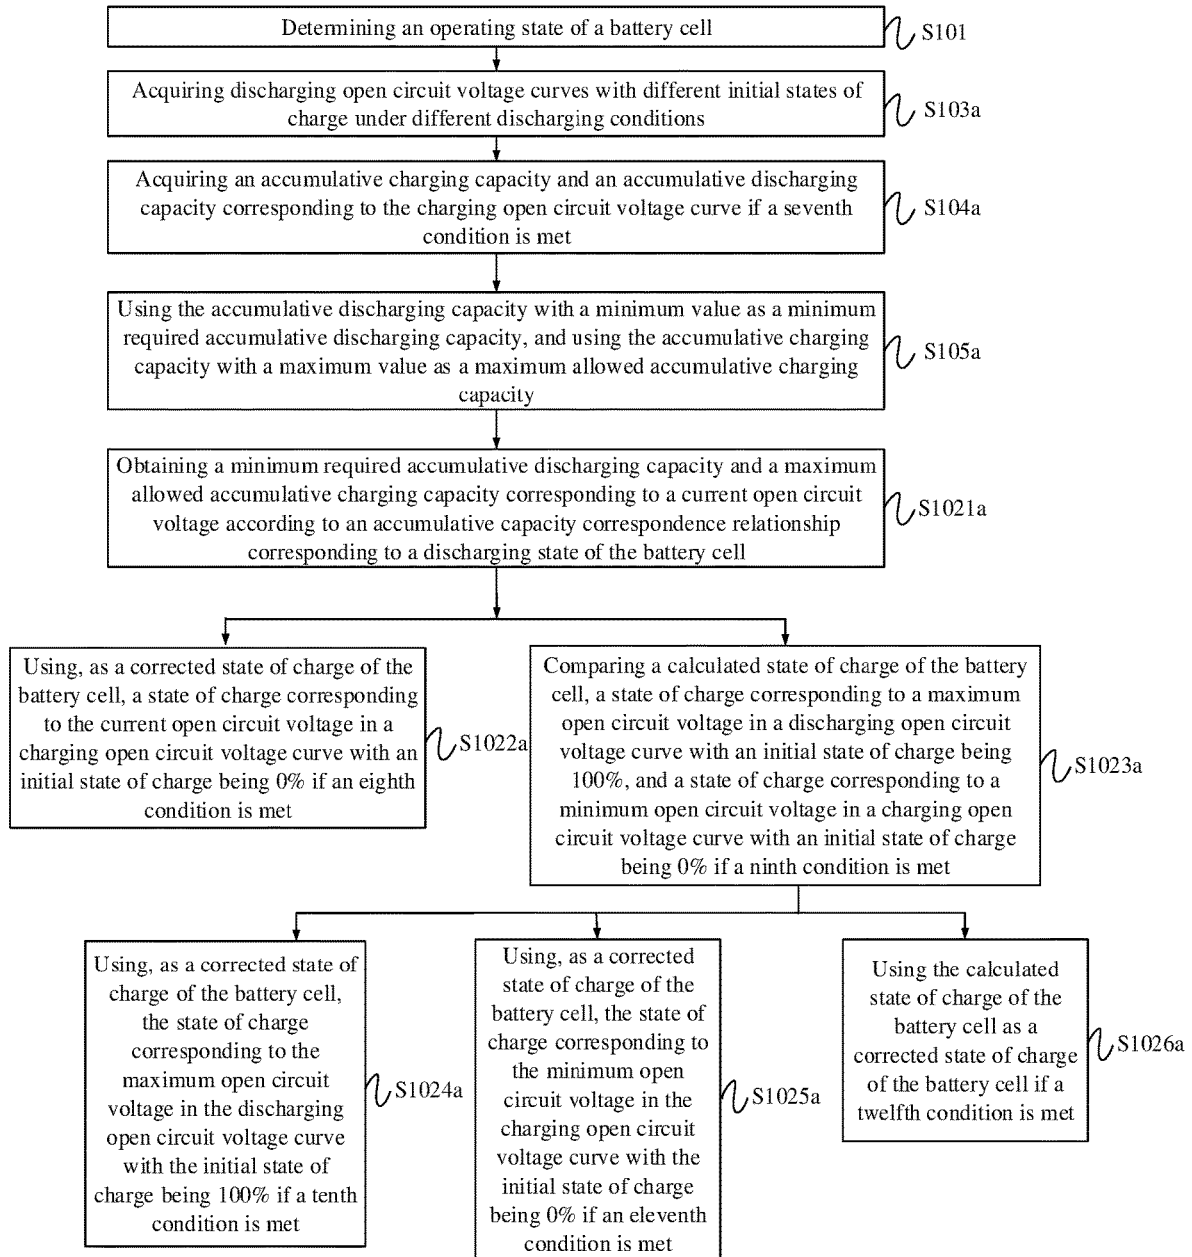 Determining an operating state of a battery cell
S101
Acquiring discharging open circuit voltage curves with different initial states of
charge under different discharging conditions
S103a
Acquiring an accumulative charging capacity and an accumulative discharging
capacity corresponding to the charging open circuit voltage curve if a seventh
condition is met
S104a
Using the accumulative discharging capacity with a minimum value as a minimum
required accumulative discharging capacity, and using the accumulative charging
capacity with a maximum value as a maximum allowed accumulative charging
capacity
S105a
Obtaining a minimum required accumulative discharging capacity and a maximum
allowed accumulative charging capacity corresponding to a current open circuit
voltage according to an accumulative capacity correspondence relationship
corresponding to a discharging state of the battery cell
S1021a
Using, as a corrected state of charge of the
battery cell, a state of charge corresponding
to the current open circuit voltage in a
charging open circuit voltage curve with an
initial state of charge being 0% if an eighth
condition is met
S1022a
Comparing a calculated state of charge of the battery
cell, a state of charge corresponding to a maximum
open circuit voltage in a discharging open circuit
voltage curve with an initial state of charge being
100%, and a state of charge corresponding to a
minimum open circuit voltage in a charging open
circuit voltage curve with an initial state of charge
being 0% if a ninth condition is met
S1023a
Using, as a corrected state of
charge of the battery cell,
the state of charge
corresponding to the
maximum open circuit
voltage in the discharging
open circuit voltage curve
with the initial state of
charge being 100% if a tenth
condition is met
S1024a
Using, as a corrected
state of charge of the
battery cell, the state of
charge corresponding to
the minimum open
circuit voltage in the
charging open circuit
voltage curve with the
initial state of charge
being 0% if an eleventh
condition is met
S1025a
Using the calculated
state of charge of the
battery cell as a
corrected state of charge
of the battery cell if a
twelfth condition is met
S1026a